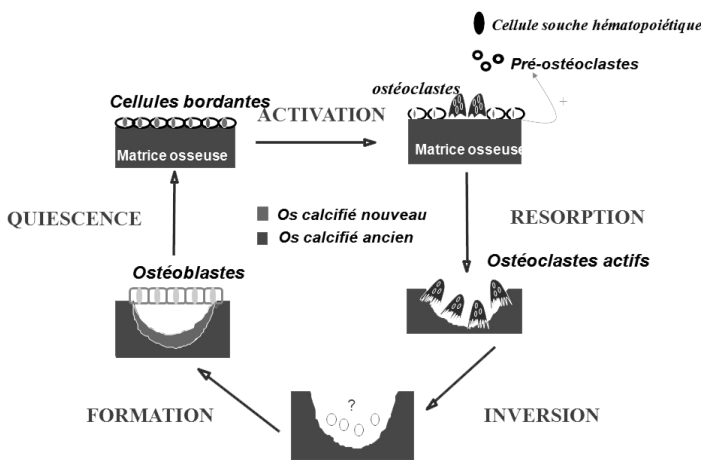 Cellule souche hématopoiétique
Pré-ostéoclastes
Cellules bordantes
ACTIVATION
ostéoclastes
+
Matrice osseuse
Matrice osseuse
QUIESCENCE
Os calcifié nouveau
Os calcifié ancien
RESORPTION
Ostéoblastes
Ostéoclastes actifs
?
FORMATION
INVERSION